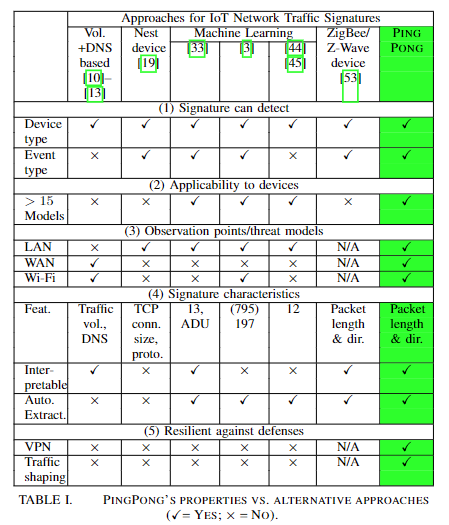 Approaches for IoT Network Traffic Signatures
Vol. Nest Machine Learning ZigBee/ PING
+DNS device [33] [3] [44] Z-Wave PONG
based [19] [45] device
[10]– [53]
[13]
(1) Signature can detect
Device ✓ ✓ ✓ ✓ ✓ ✓ ✓
type
Event × ✓ ✓ ✓ × ✓ ✓
type
(2) Applicability to devices
> 15 × × ✓ ✓ ✓ × ✓
Models
(3) Observation points/threat models
LAN × ✓ ✓ ✓ ✓ N/A ✓
WAN ✓ × × × × N/A ✓
Wi-Fi ✓ × × ✓ × N/A ✓
(4) Signature characteristics
Feat. Traffic TCP 13, (795) 12 Packet Packet
vol., conn. ADU 197 length length
DNS size, & dir. & dir.
proto.
Inter- ✓ × ✓ × × ✓ ✓
pretable
Auto. × × ✓ ✓ ✓ ✓ ✓
Extract.
(5) Resilient against defenses
VPN × × × × × N/A ✓
Traffic × × × × × N/A ✓
shaping
TABLE I. PINGPONG'S PROPERTIES VS. ALTERNATIVE APPROACHES
(✓= YES; × = NO).